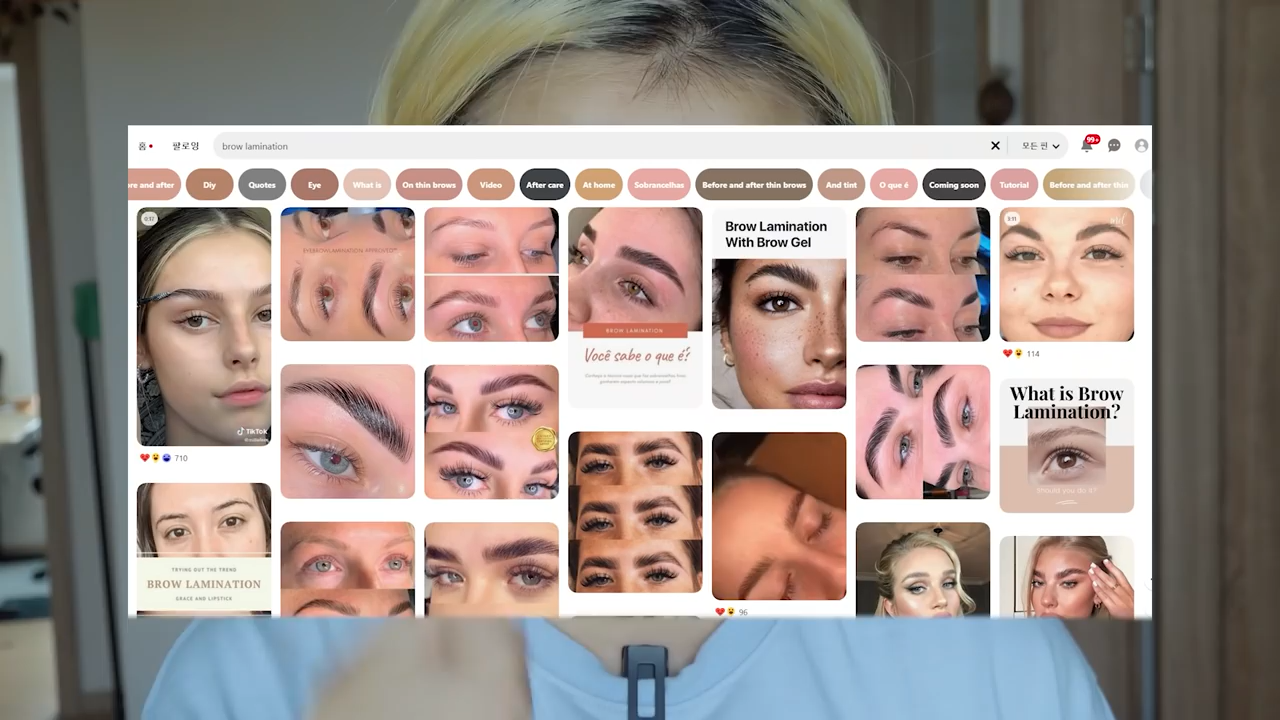 홈
팔로잉
brow lamination
모든 핀
99+
ore and after
Diy
Quotes
Eye
What is
On thin brows
Video
After care
At home
Sobrancelhas
Before and after thin brows
And tint
O que é
Coming soon
Tutorial
Before and after thin
0:17
TikTok
710
TRYING OUT THE TREND
BROW LAMINATION
GRACE AND LIPSTICK
BROW LAMINATION
Você sabe o que é?
Brow Lamination
With Brow Gel
96
114
What is Brow
Lamination?
should you do it?